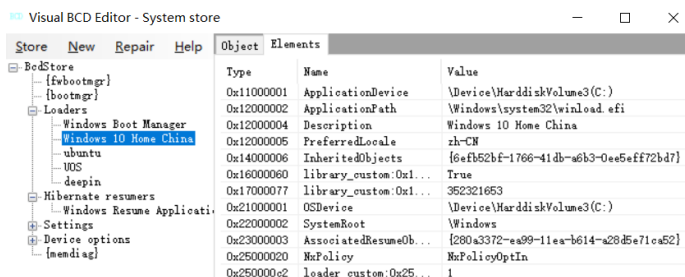 Visual BCD Editor - System store
Store New Repair Help
Object Elements
BcdStore
{fwbootmgr}
{bootmgr}
Loaders
Windows Boot Manager
Windows 10 Home China
ubuntu
UOS
deepin
Hibernate resumers
Windows Resume Applicati
Settings
Device options
{memdiag}
Type Name Value
0x11000001 ApplicationDevice \Device\HarddiskVolume3(C:)
0x12000002 ApplicationPath \Windows\system32\winload.efi
0x12000004 Description Windows 10 Home China
0x12000005 PreferredLocale zh-CN
0x14000006 InheritedObjects {6efb52bf-1766-41db-a6b3-0ee5eff72bd7}
0x16000060 library_custom:0x1... True
0x17000077 library_custom:0x1... 352321653
0x21000001 OSDevice \Device\HarddiskVolume3(C:)
0x22000002 SystemRoot \Windows
0x23000003 AssociatedResumeOb... {280a3372-ea99-11ea-b614-a28d5e71ca52}
0x25000020 NxPolicy NxPolicyOptIn
0x250000c2 loader_custom:0x25... 1